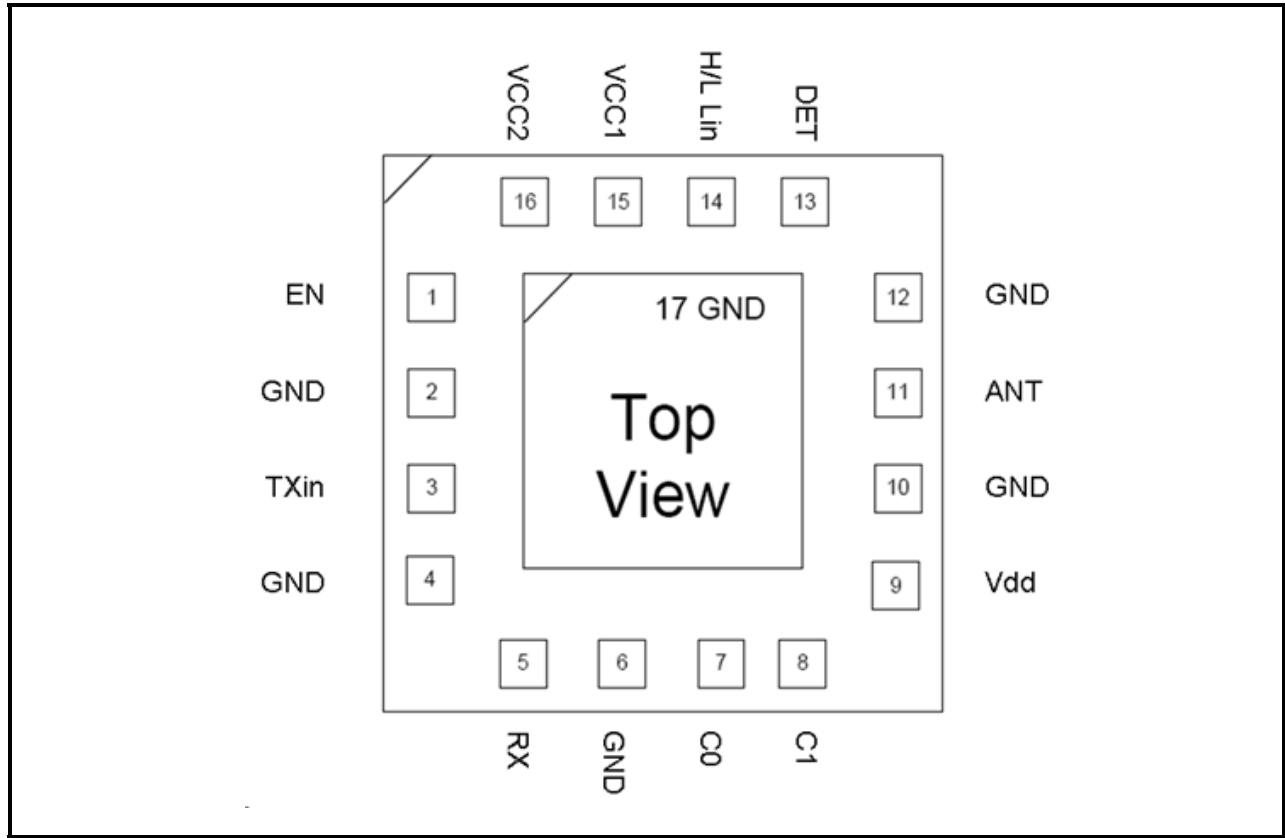 VCC2 VCC1 H/L Lin DET
16 15 14 13
EN 1 12 GND
17 GND
GND 2 11 ANT
Top
View
TXin 3 10 GND
GND 4 9 Vdd
5 6 7 8
RX GND C0 C1